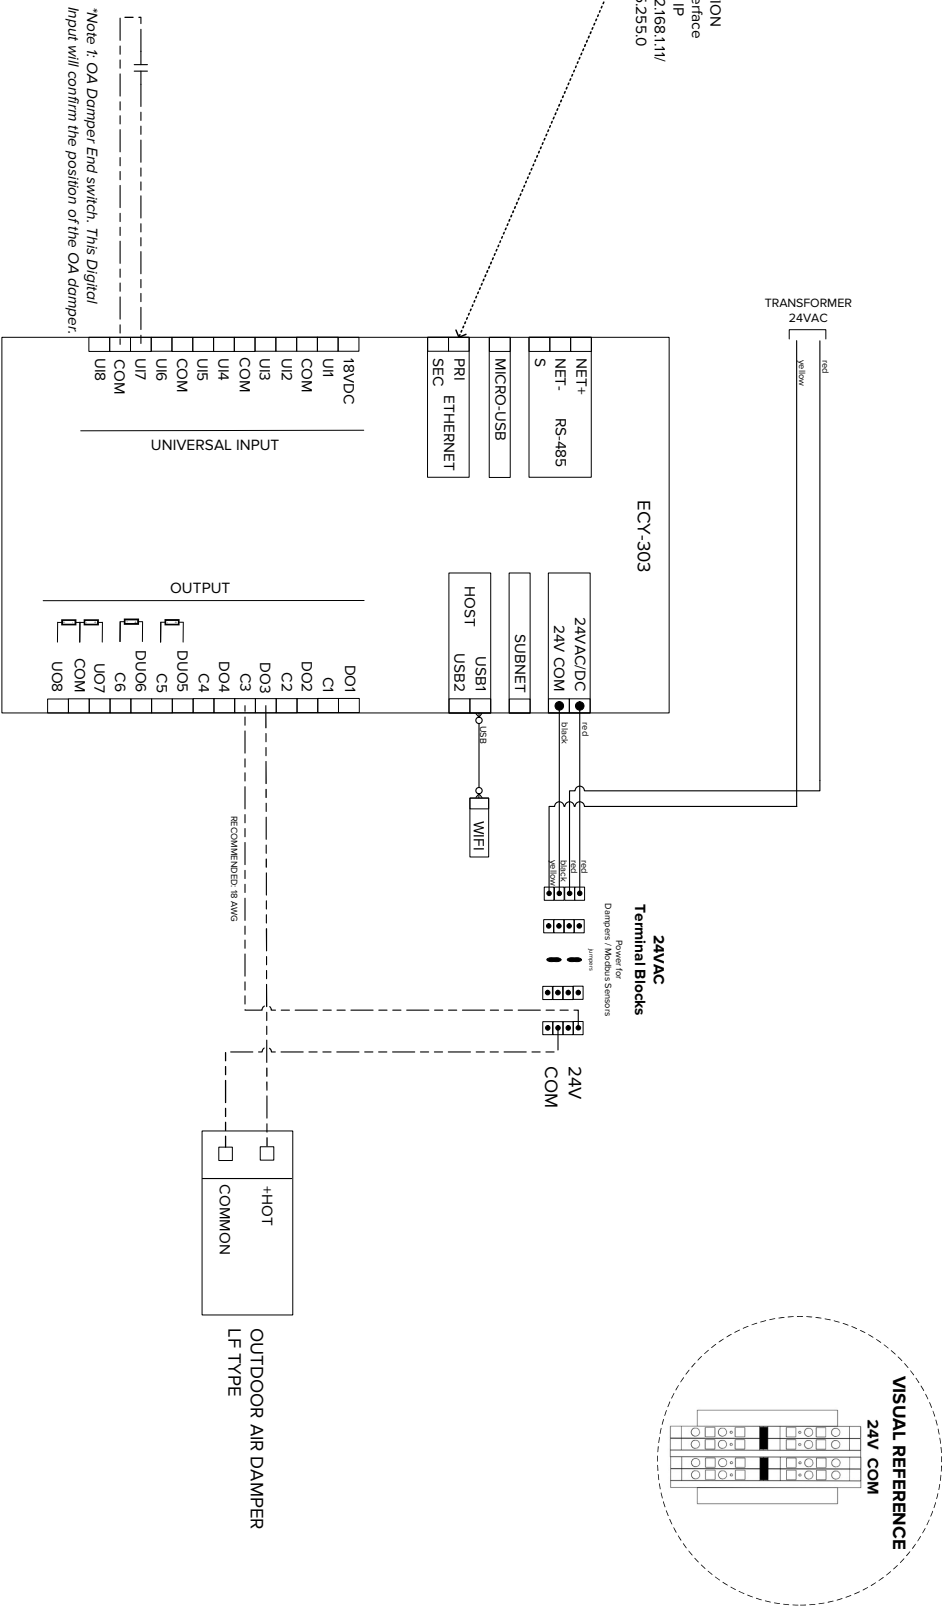 ION
erface
IP
2.168.1.11/
5.255.0
*Note 1: OA Damper End switch. This Digital
Input will confirm the position of the OA damper.
TRANSFORMER
24VAC
red
yellow
ECY-303
NET+
NET-
S
RS-485
MICRO-USB
PRI
SEC
ETHERNET
18VDC
UI1
COM
UI2
UI3
COM
UI4
UI5
COM
UI6
UI7
COM
UI8
UNIVERSAL INPUT
24VAC/DC
24V COM
SUBNET
HOST
USB1
USB2
OUTPUT
DO1
C1
DO2
C2
DO3
C3
DO4
C4
DUO5
C5
DUO6
C6
UO7
COM
UO8
red
black
USB
WIFI
RECOMMENDED: 18 AWG
red
red
black
yellow
24VAC
Terminal Blocks
Power for
Dampers / Modbus Sensors
jumpers
24V
COM
+HOT
COMMON
OUTDOOR AIR DAMPER
LF TYPE
VISUAL REFERENCE
24V COM